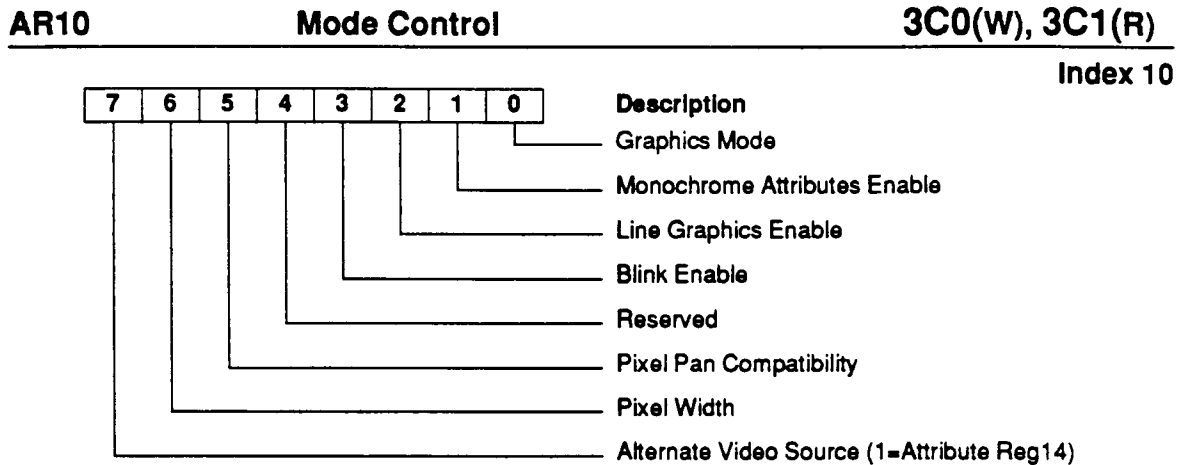 AR10 Mode Control 3C0(W), 3C1(R)
Index 10
7 6 5 4 3 2 1 0 Description
Graphics Mode
Monochrome Attributes Enable
Line Graphics Enable
Blink Enable
Reserved
Pixel Pan Compatibility
Pixel Width
Alternate Video Source (1=Attribute Reg14)